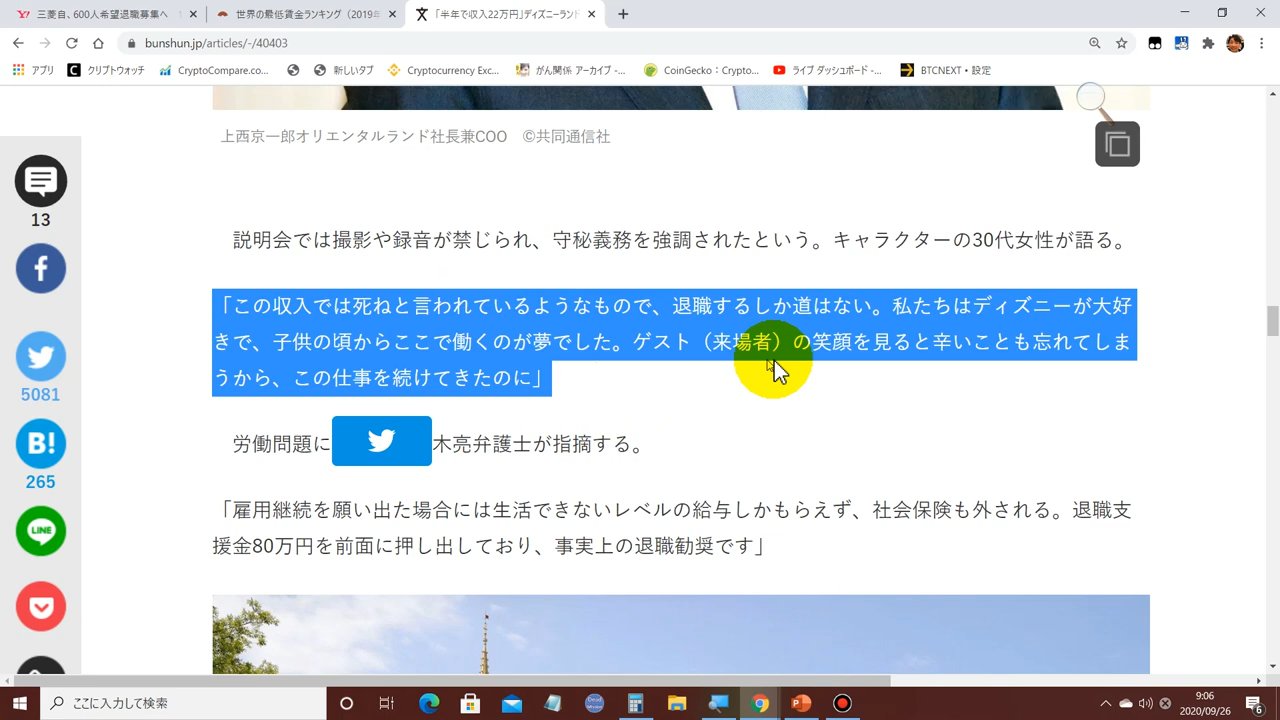 三菱自、600人希望退職募集へ
世界の最低賃金ランキング（2019年
「半年で収入22万円」ディズニーランド
bunshun.jp/articles/-/40403
アプリ
クリプトウォッチ
CryptoCompare.co...
新しいタブ
Cryptocurrency Exc...
がん関係 アーカイブ -...
CoinGecko: Crypto...
ライブ ダッシュボード -...
BTCNEXT・設定
上西京一郎オリエンタルランド社長兼COO　©共同通信社
説明会では撮影や録音が禁じられ、守秘義務を強調されたという。キャラクターの30代女性が語る。
「この収入では死ねと言われているようなもので、退職するしか道はない。私たちはディズニーが大好
きで、子供の頃からここで働くのが夢でした。ゲスト（来場者）の笑顔を見ると辛いことも忘れてしま
うから、この仕事を続けてきたのに」
労働問題に
木亮弁護士が指摘する。
「雇用継続を願い出た場合には生活できないレベルの給与しかもらえず、社会保険も外される。退職支
援金80万円を前面に押し出しており、事実上の退職勧奨です」
13
5081
B!
265
LINE
ここに入力して検索
9:06
2020/09/26
6